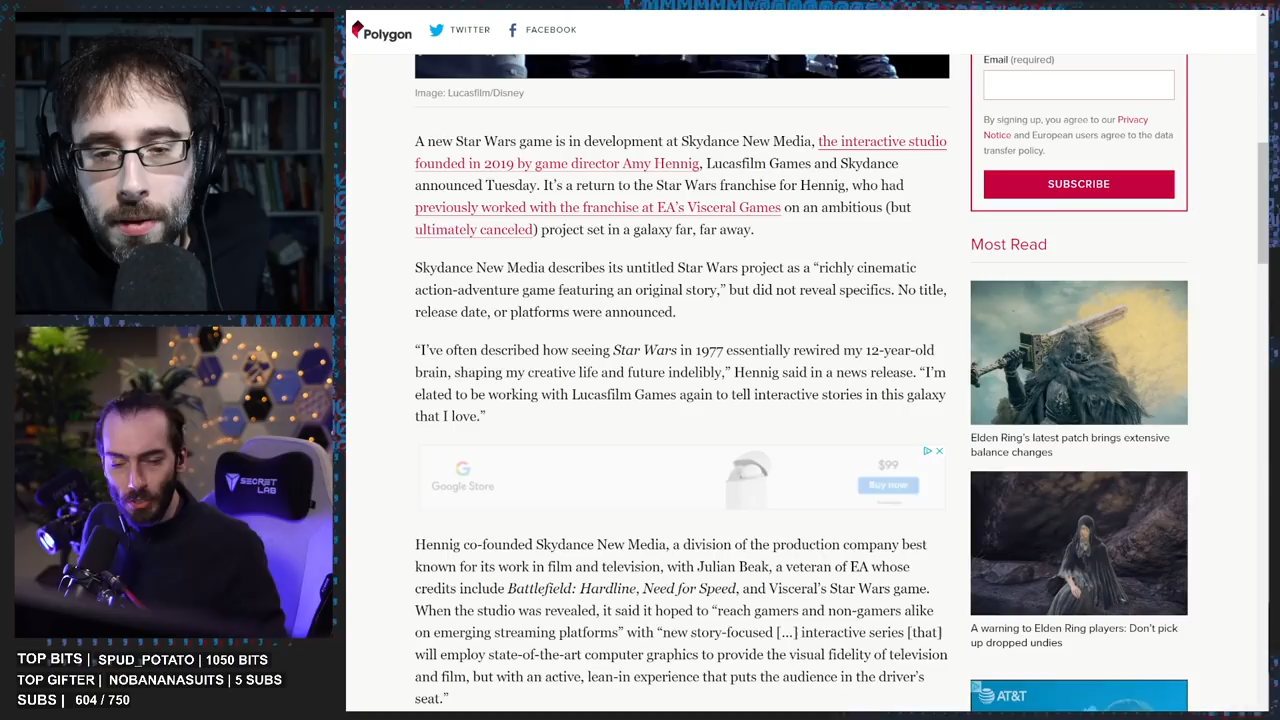 Polygon
TWITTER
FACEBOOK
Image: Lucasfilm/Disney
A new Star Wars game is in development at Skydance New Media, the interactive studio
founded in 2019 by game director Amy Hennig, Lucasfilm Games and Skydance
announced Tuesday. It’s a return to the Star Wars franchise for Hennig, who had
previously worked with the franchise at EA’s Visceral Games on an ambitious (but
ultimately canceled) project set in a galaxy far, far away.
Skydance New Media describes its untitled Star Wars project as a “richly cinematic
action-adventure game featuring an original story,” but did not reveal specifics. No title,
release date, or platforms were announced.
“I’ve often described how seeing Star Wars in 1977 essentially rewired my 12-year-old
brain, shaping my creative life and future indelibly,” Hennig said in a news release. “I’m
elated to be working with Lucasfilm Games again to tell interactive stories in this galaxy
that I love.”
Google Store
$99
Buy now
Hennig co-founded Skydance New Media, a division of the production company best
known for its work in film and television, with Julian Beak, a veteran of EA whose
credits include Battlefield: Hardline, Need for Speed, and Visceral’s Star Wars game.
When the studio was revealed, it said it hoped to “reach gamers and non-gamers alike
on emerging streaming platforms” with “new story-focused [...] interactive series [that]
will employ state-of-the-art computer graphics to provide the visual fidelity of television
and film, but with an active, lean-in experience that puts the audience in the driver’s
seat.”
Email (required)
By signing up, you agree to our Privacy
Notice and European users agree to the data
transfer policy.
SUBSCRIBE
Most Read
Elden Ring’s latest patch brings extensive
balance changes
A warning to Elden Ring players: Don’t pick
up dropped undies
AT&T
SECRET
LAB
TOP BITS | SPUD_POTATO | 1050 BITS
TOP GIFTER | NOBANANASUITS | 5 SUBS
SUBS | 604 / 750